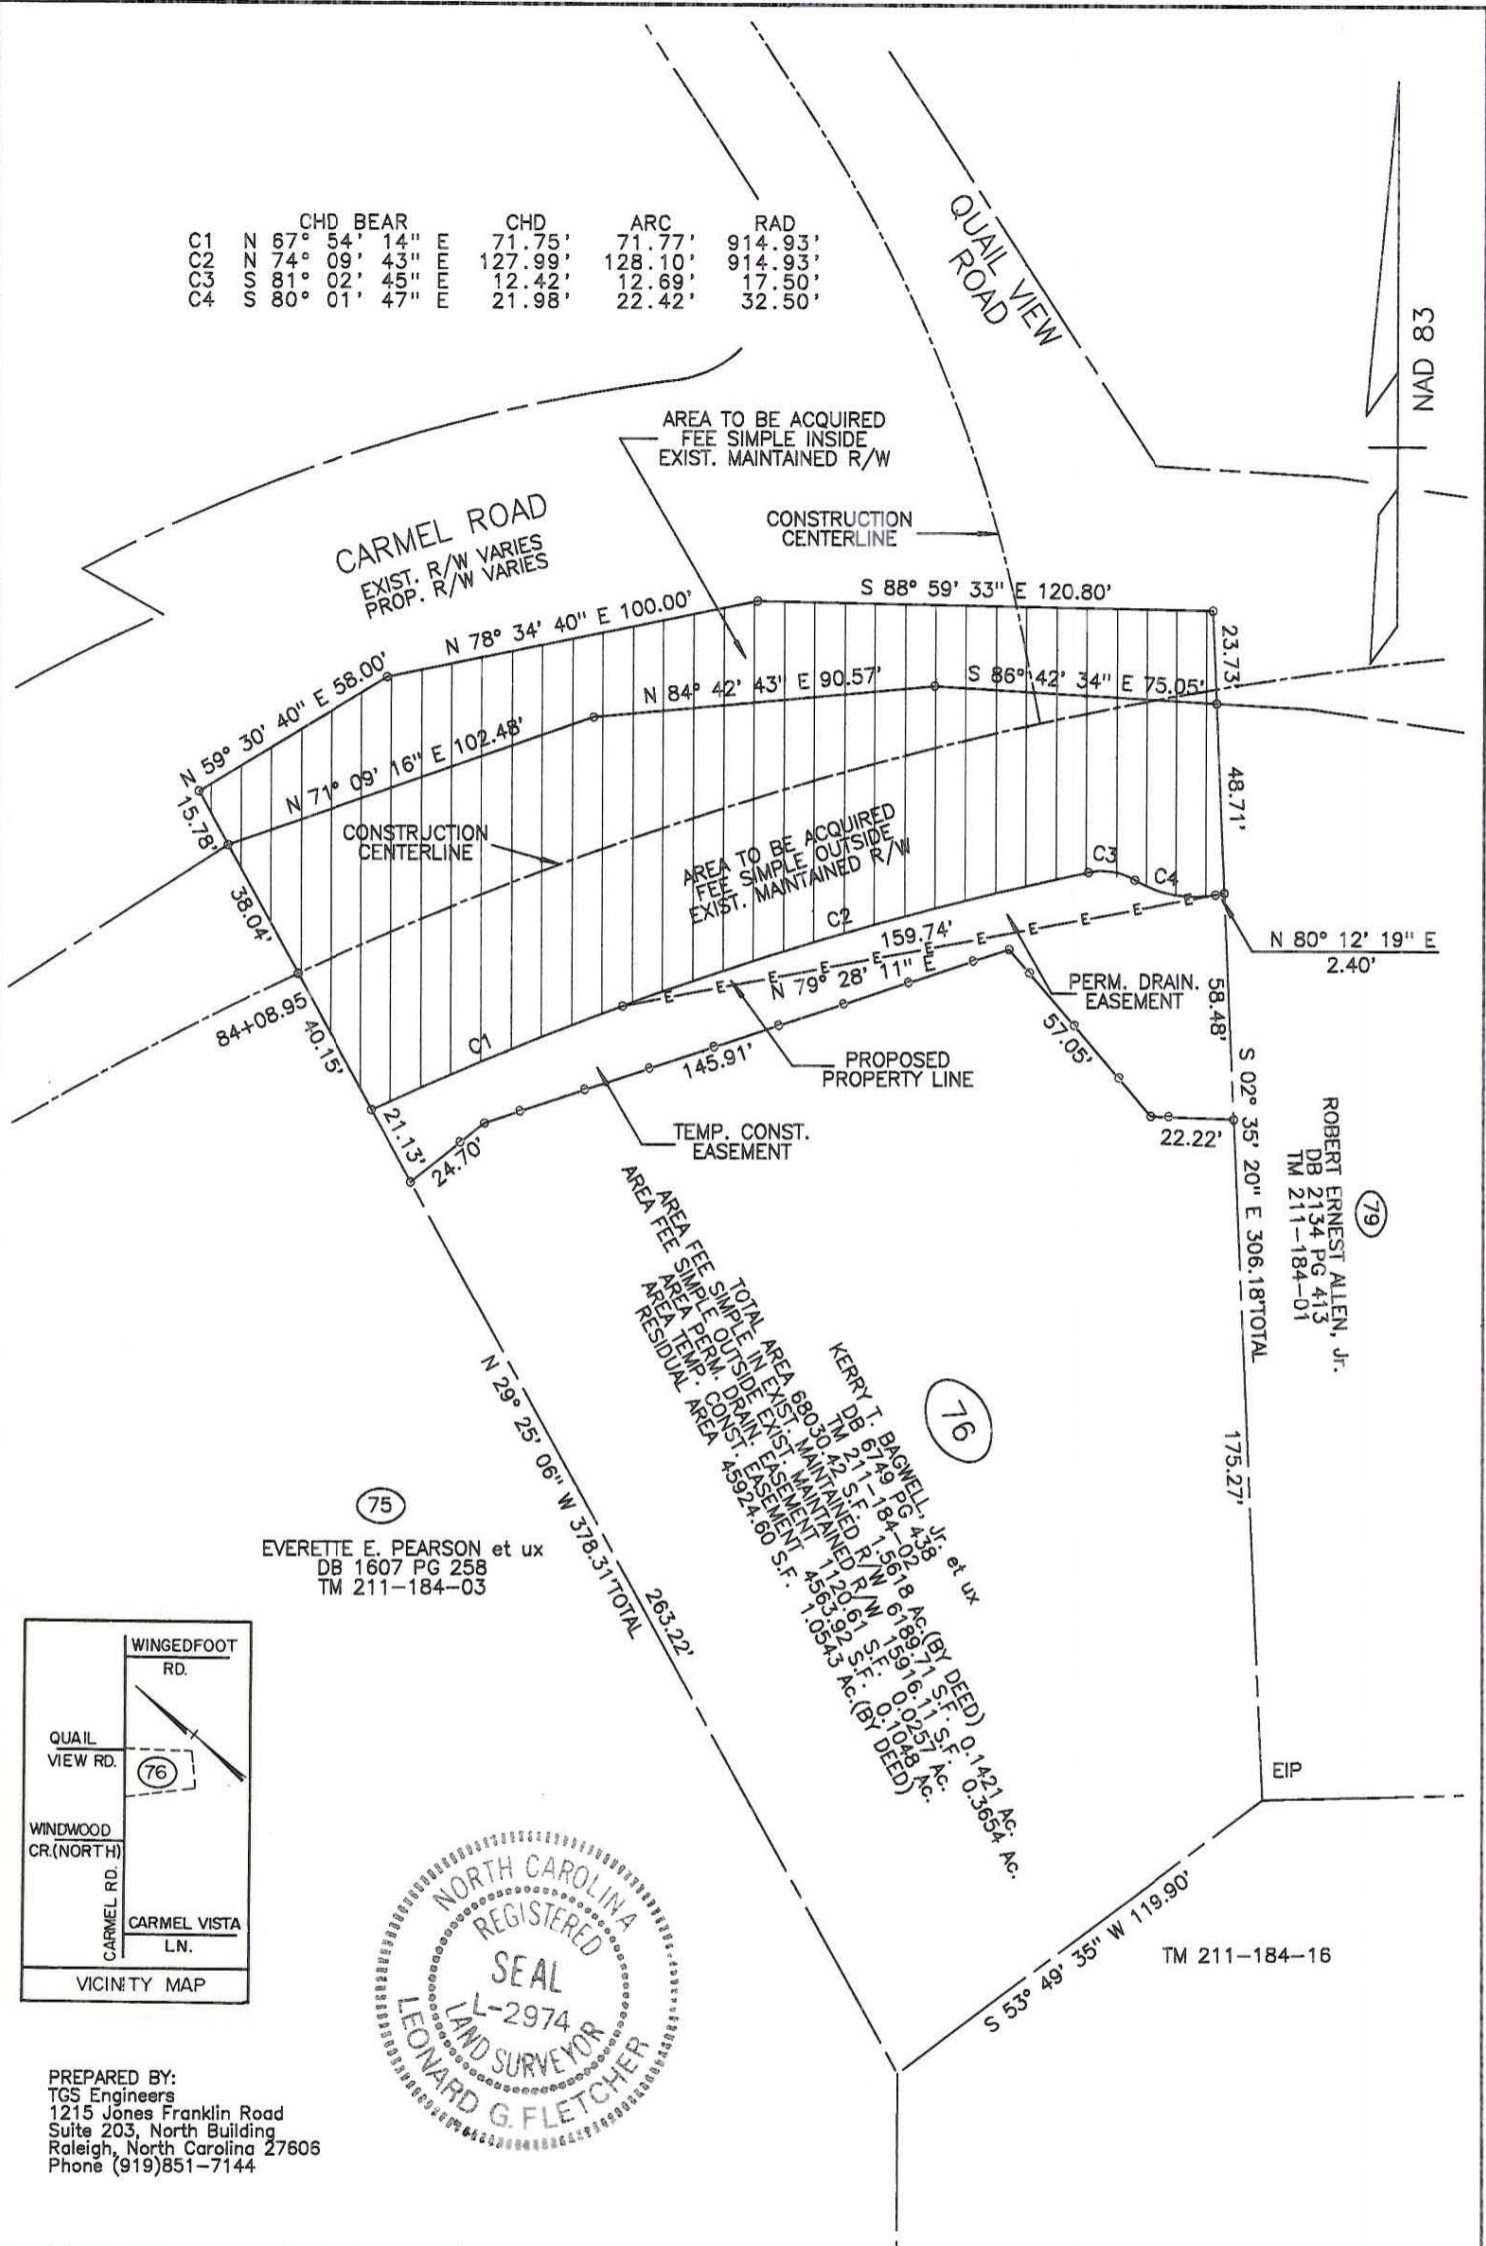 CHD BEAR CHD ARC RAD
C1 N 67° 54' 14" E 71.75' 71.77' 914.93'
C2 N 74° 09' 43" E 127.99' 128.10' 914.93'
C3 S 81° 02' 45" E 12.42' 12.69' 17.50'
C4 S 80° 01' 47" E 21.98' 22.42' 32.50'
QUAIL VIEW
ROAD
NAD 83
AREA TO BE ACQUIRED
FEE SIMPLE INSIDE
EXIST. MAINTAINED R/W
CARMEL ROAD
EXIST. R/W VARIES
PROP. R/W VARIES
CONSTRUCTION
CENTERLINE
S 88° 59' 33" E 120.80'
N 78° 34' 40" E 100.00'
N 59° 30' 40" E 58.00'
23.73'
N 84° 42' 43" E 90.57'
S 86° 42' 34" E 75.05'
N 71° 09' 16" E 102.48'
15.78'
48.71'
CONSTRUCTION
CENTERLINE
AREA TO BE ACQUIRED
FEE SIMPLE OUTSIDE
EXIST. MAINTAINED R/W
C3
C4
38.04'
C2
159.74'
E E E E E E E E E E E
N 79° 28' 11" E
N 80° 12' 19" E
2.40'
PERM. DRAIN.
EASEMENT
58.48'
84+08.95
40.15'
C1
57.05'
145.91'
PROPOSED
PROPERTY LINE
21.13'
24.70'
TEMP. CONST.
EASEMENT
22.22'
S 02° 35' 20" E 306.18'TOTAL
79
ROBERT ERNEST ALLEN, Jr.
DB 2134 PG 413
TM 211-184-01
76
KERRY T. BAGWELL, Jr. et ux
DB 6749 PG 438
TM 211-184-02
TOTAL AREA 68030.42 S.F. 1.5618 Ac.(BY DEED)
AREA FEE SIMPLE IN EXIST. MAINTAINED R/W 6189.71 S.F. 0.1421 Ac.
AREA FEE SIMPLE OUTSIDE EXIST. MAINTAINED R/W 15916.11 S.F. 0.3654 Ac.
AREA PERM. DRAIN. EASEMENT 1120.61 S.F. 0.0257 Ac.
AREA TEMP. CONST. EASEMENT 4563.92 S.F. 0.1048 Ac.
RESIDUAL AREA 45924.60 S.F. 1.0543 Ac.(BY DEED)
175.27'
N 29° 25' 06" W 378.31'TOTAL
263.22'
75
EVERETTE E. PEARSON et ux
DB 1607 PG 258
TM 211-184-03
EIP
S 53° 49' 35" W 119.90'
TM 211-184-16
WINGEDFOOT
RD.
QUAIL
VIEW RD.
76
WINDWOOD
CR.(NORTH)
CARMEL RD.
CARMEL VISTA
LN.
VICINITY MAP
NORTH CAROLINA
REGISTERED
SEAL
L-2974
LAND SURVEYOR
LEONARD G. FLETCHER
PREPARED BY:
TGS Engineers
1215 Jones Franklin Road
Suite 203, North Building
Raleigh, North Carolina 27606
Phone (919)851-7144